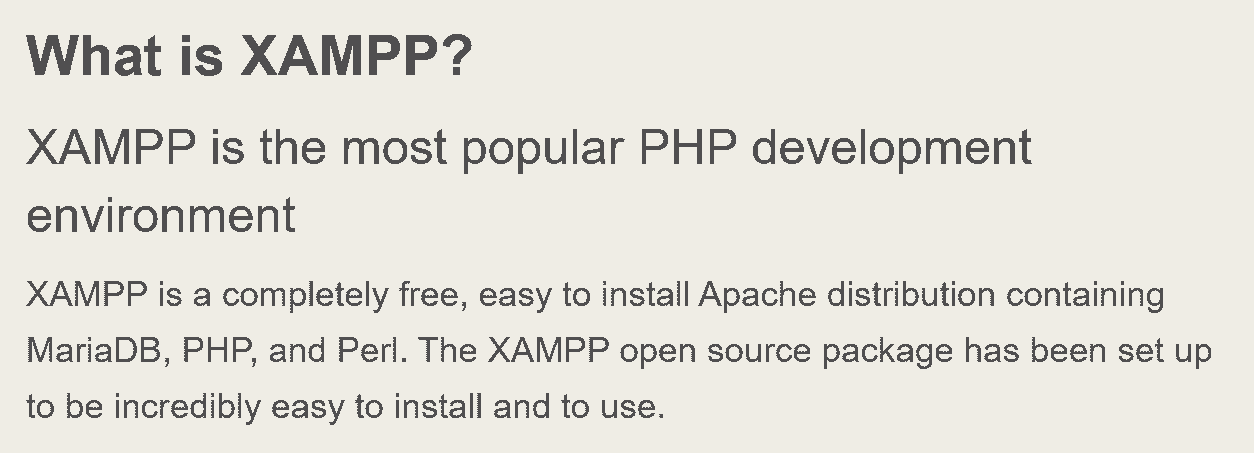 What is XAMPP?
XAMPP is the most popular PHP development
environment
XAMPP is a completely free, easy to install Apache distribution containing
MariaDB, PHP, and Perl. The XAMPP open source package has been set up
to be incredibly easy to install and to use.